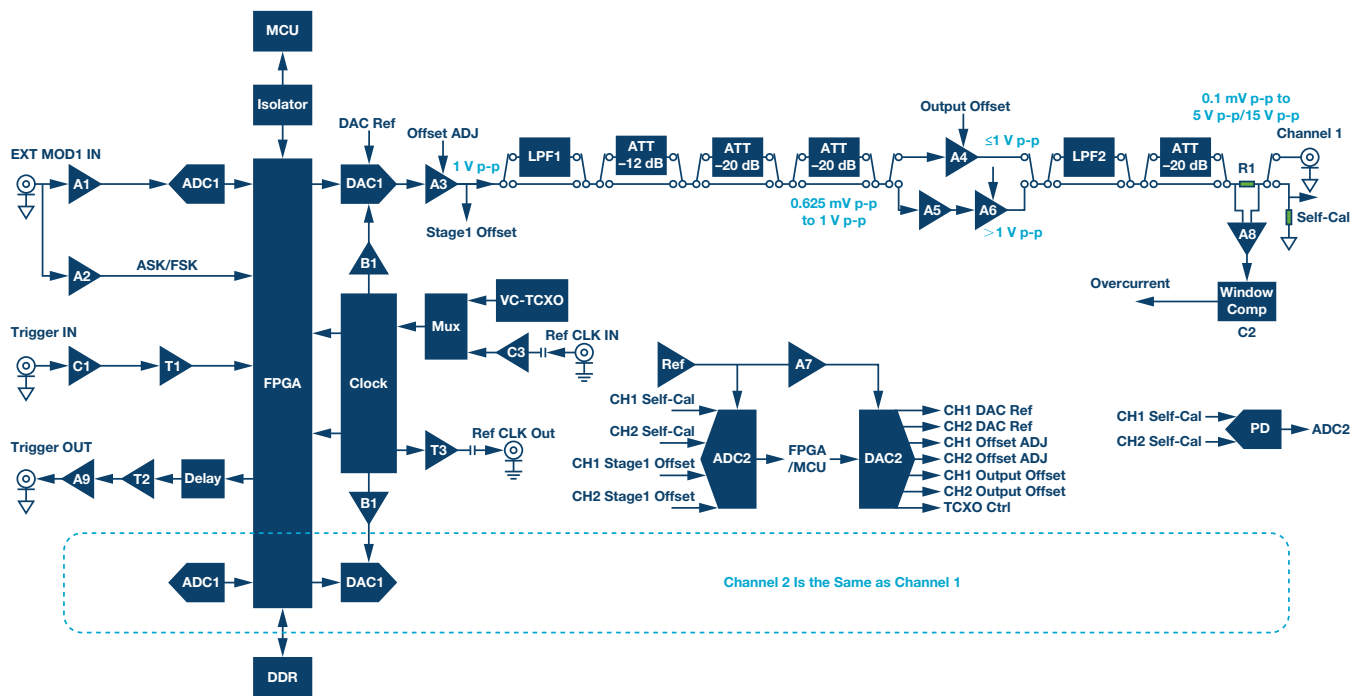 MCU
Isolator
DAC Ref
Offset ADJ
EXT MOD1 IN
A1
ADC1
DAC1
A3
1 V p-p
Stage1 Offset
LPF1
ATT
–12 dB
ATT
–20 dB
ATT
–20 dB
0.625 mV p-p
to 1 V p-p
Output Offset
A4
≤1 V p-p
A5
A6
>1 V p-p
LPF2
ATT
–20 dB
0.1 mV p-p to
5 V p-p/15 V p-p
Channel 1
R1
Self-Cal
A8
Overcurrent
Window
Comp
C2
A2
ASK/FSK
B1
FPGA
Clock
Mux
VC-TCXO
Ref CLK IN
C3
Trigger IN
C1
T1
Ref CLK Out
T3
Trigger OUT
A9
T2
Delay
B1
Ref
A7
CH1 Self-Cal
CH2 Self-Cal
CH1 Stage1 Offset
CH2 Stage1 Offset
ADC2
FPGA
/MCU
DAC2
CH1 DAC Ref
CH2 DAC Ref
CH1 Offset ADJ
CH2 Offset ADJ
CH1 Output Offset
CH2 Output Offset
TCXO Ctrl
CH1 Self-Cal
CH2 Self-Cal
PD
ADC2
ADC1
DAC1
Channel 2 Is the Same as Channel 1
DDR